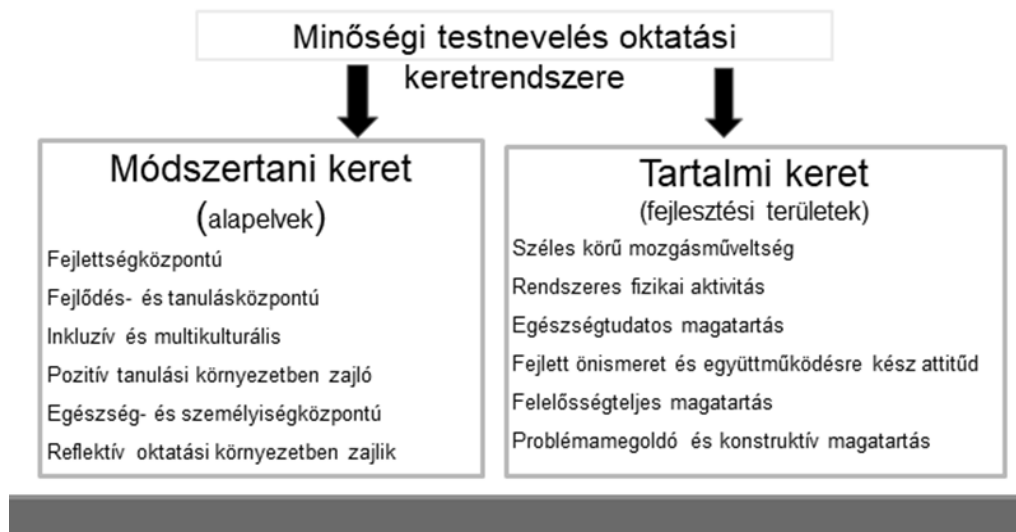 Minőségi testnevelés oktatási
keretrendszere
Módszertani keret
(alapelvek)
Fejlettségközpontú
Fejlődés- és tanulásközpontú
Inkluzív és multikulturális
Pozitív tanulási környezetben zajló
Egészség- és személyiségközpontú
Reflektív oktatási környezetben zajlik
Tartalmi keret
(fejlesztési területek)
Széles körű mozgásműveltség
Rendszeres fizikai aktivitás
Egészségtudatos magatartás
Fejlett önismeret és együttműködésre kész attitűd
Felelősségteljes magatartás
Problémamegoldó és konstruktív magatartás